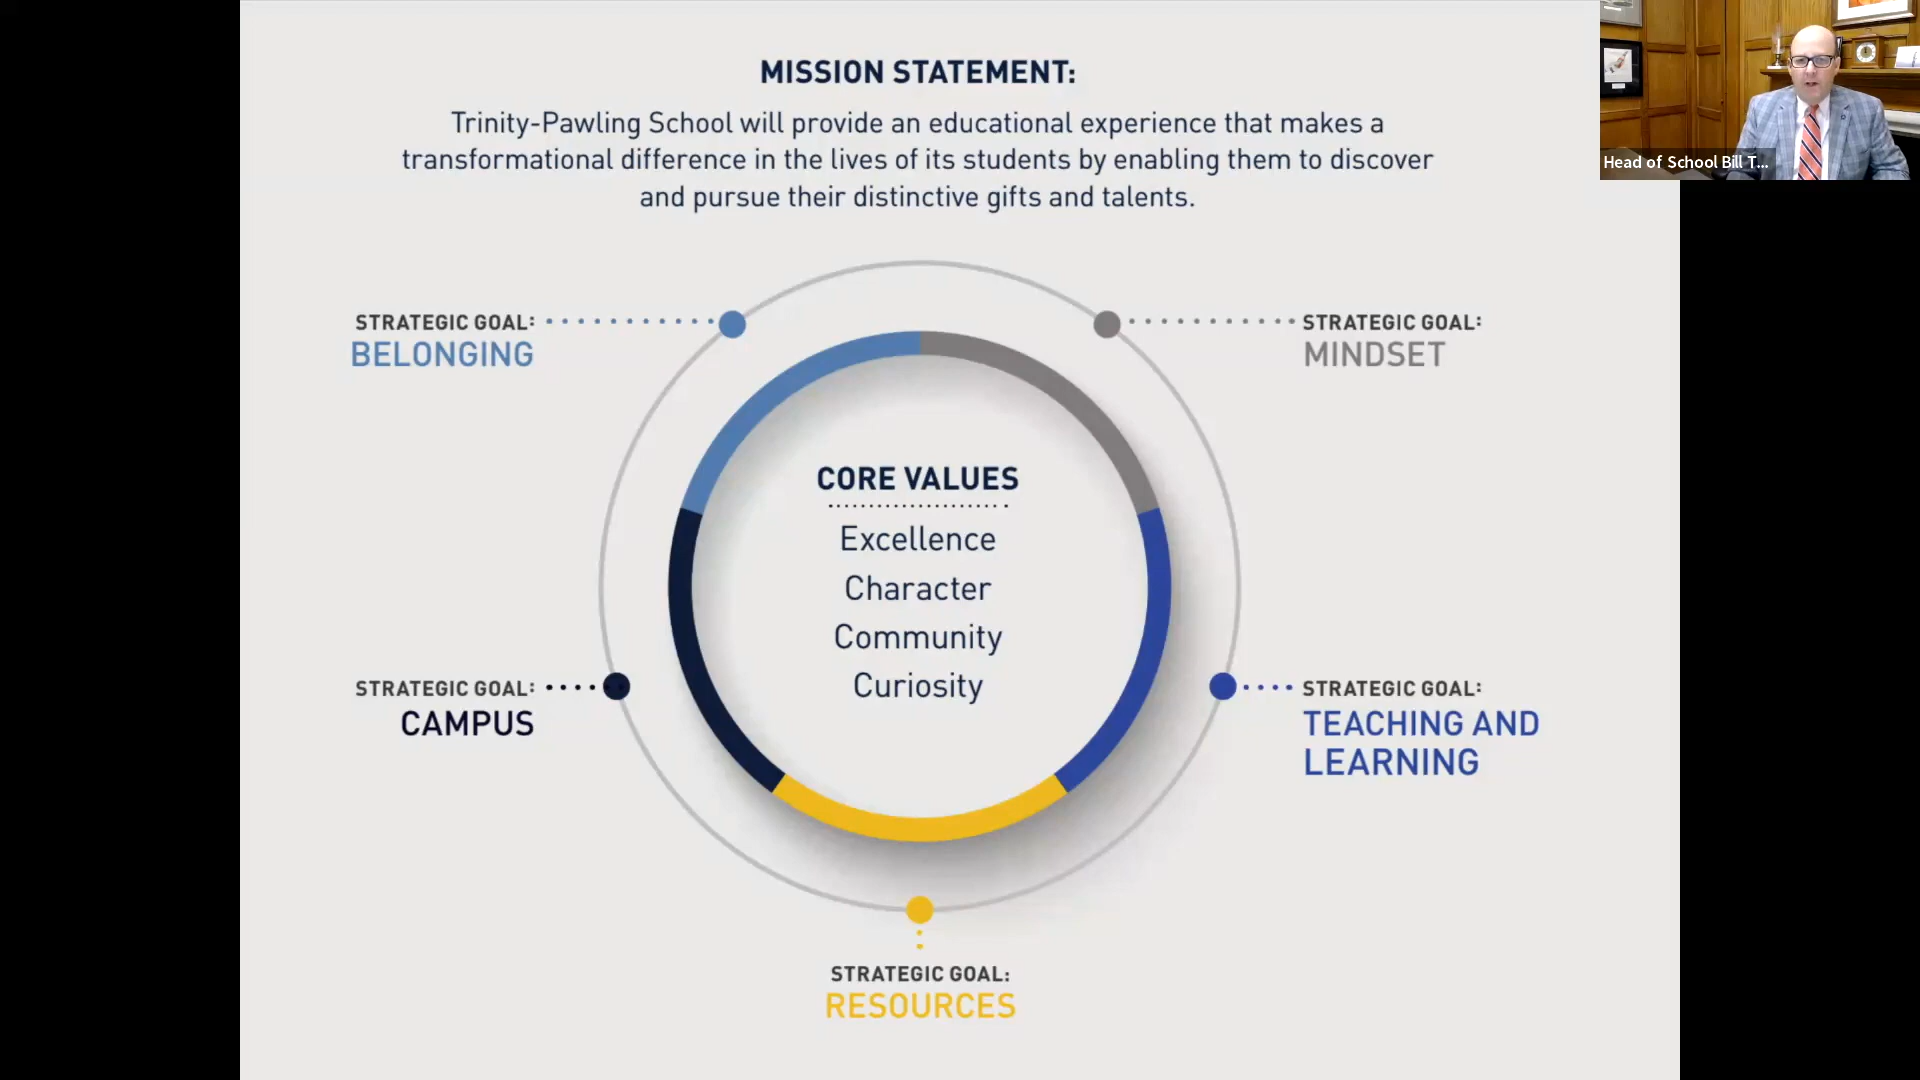 MISSION STATEMENT:
Trinity-Pawling School will provide an educational experience that makes a
transformational difference in the lives of its students by enabling them to discover
and pursue their distinctive gifts and talents.
STRATEGIC GOAL:
BELONGING
STRATEGIC GOAL:
MINDSET
CORE VALUES
Excellence
Character
Community
Curiosity
STRATEGIC GOAL:
CAMPUS
STRATEGIC GOAL:
TEACHING AND
LEARNING
STRATEGIC GOAL:
RESOURCES
Head of School Bill T...